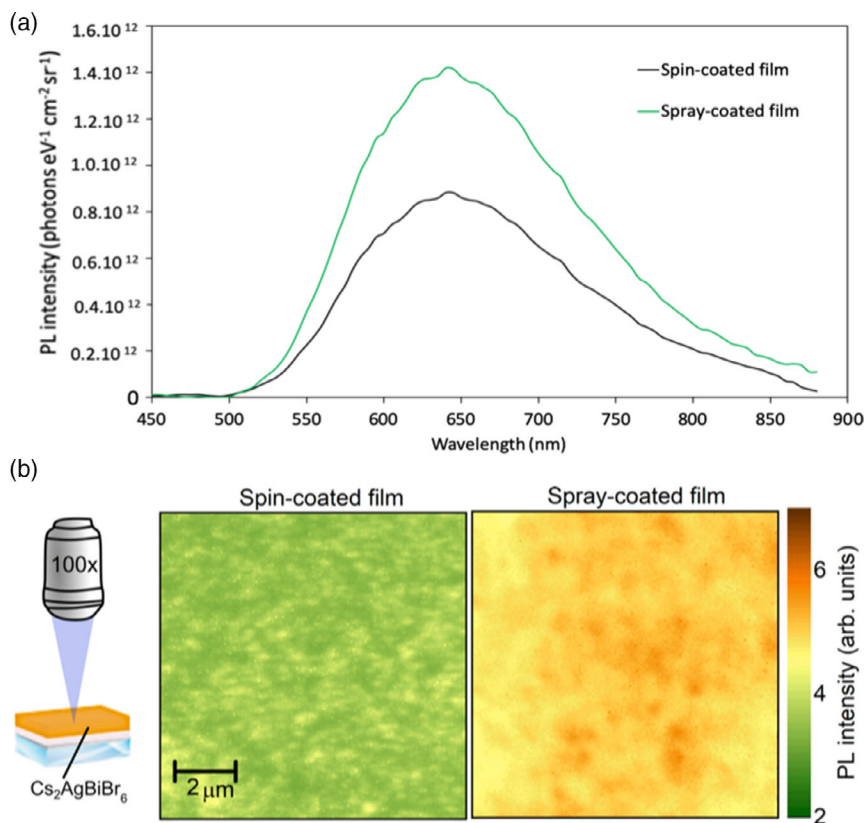 (a)
PL intensity (photons eV⁻¹ cm⁻² sr⁻¹)
1.6.10 ¹²
1.4.10 ¹²
1.2.10 ¹²
1.0.10 ¹²
0.8.10 ¹²
0.6.10 ¹²
0.4.10 ¹²
0.2.10 ¹²
0
450 500 550 600 650 700 750 800 850 900
Wavelength (nm)
Spin-coated film
Spray-coated film
(b)
100x
Cs₂AgBiBr₆
Spin-coated film
2 μm
Spray-coated film
6
4
2
PL intensity (arb. units)